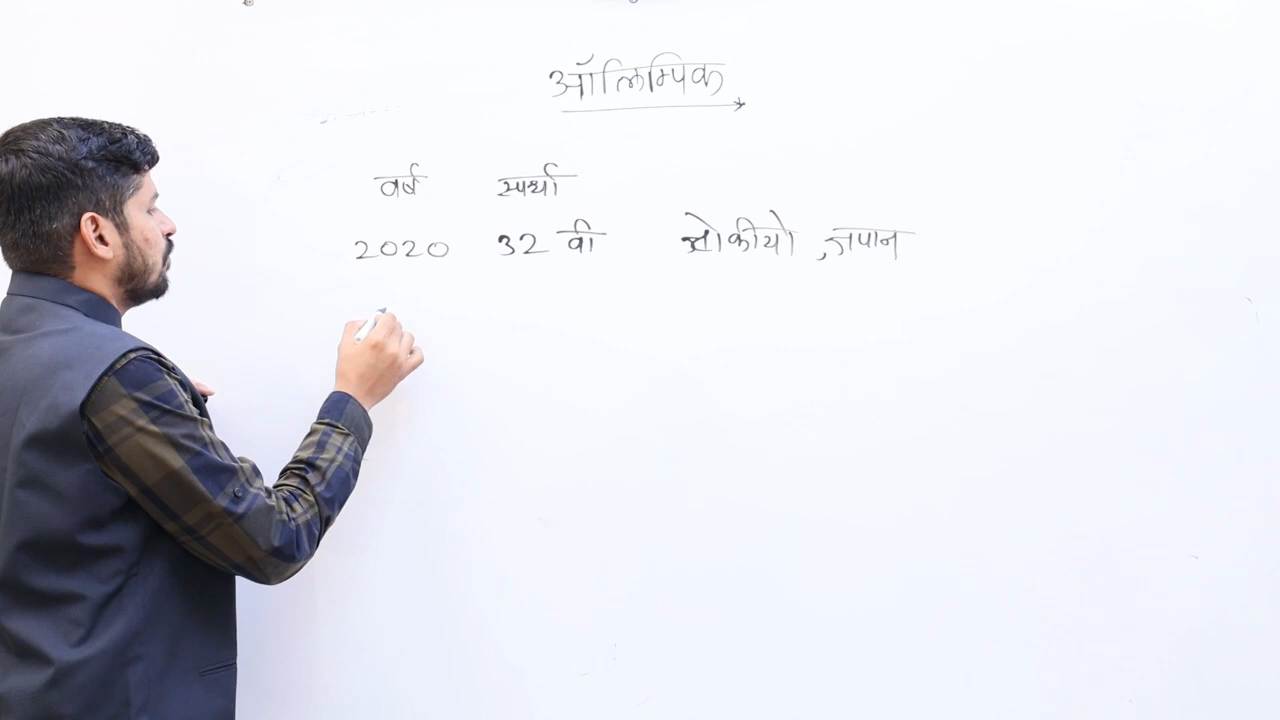 ऑलिम्पिक
वर्ष स्पर्धा
2020 32 वी टोकीयो , जपान